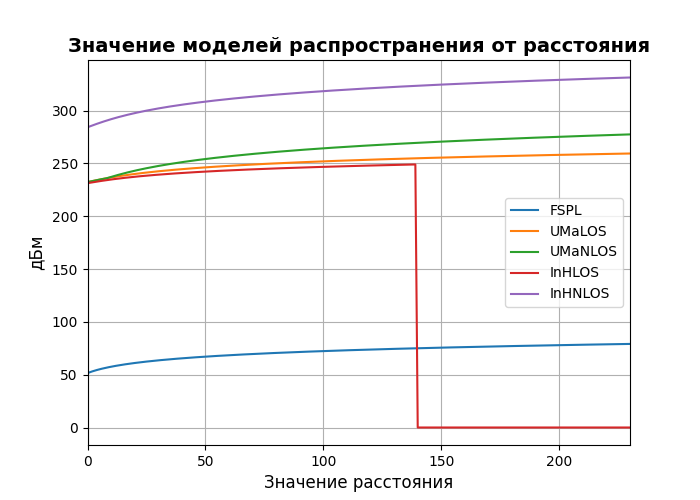 Значение моделей распространения от расстояния
дБм
300
250
200
150
100
50
0
0 50 100 150 200
Значение расстояния
FSPL
UMaLOS
UMaNLOS
InHLOS
InHNLOS